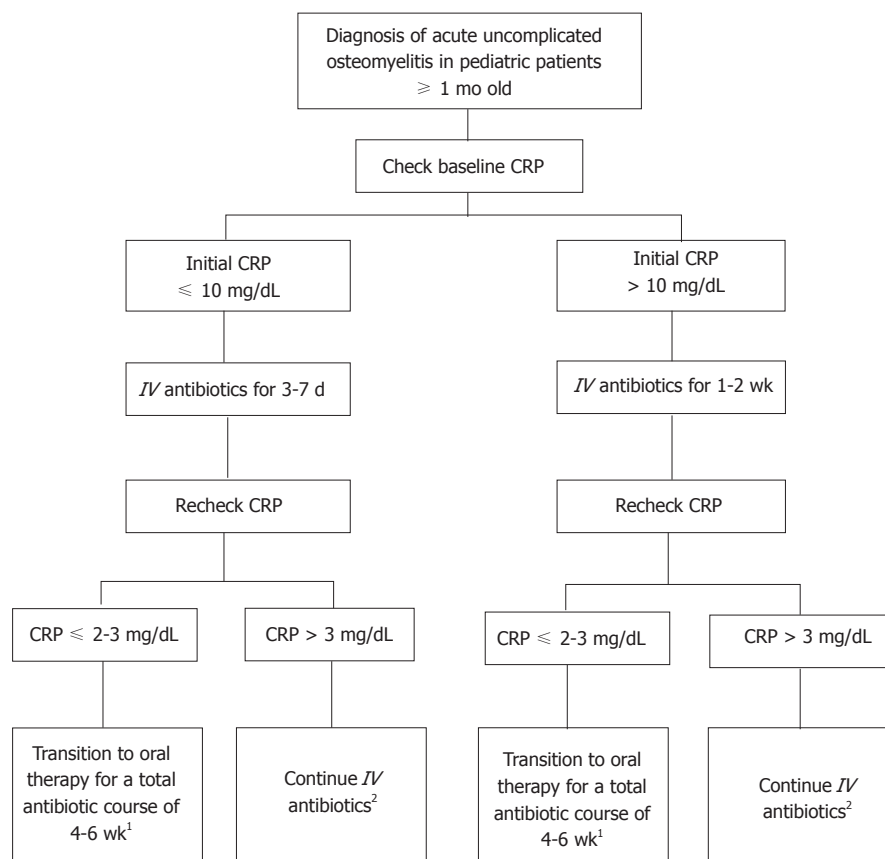 Diagnosis of acute uncomplicated
osteomyelitis in pediatric patients
≥ 1 mo old
Check baseline CRP
Initial CRP
≤ 10 mg/dL
Initial CRP
> 10 mg/dL
IV antibiotics for 3-7 d
IV antibiotics for 1-2 wk
Recheck CRP
Recheck CRP
CRP ≤ 2-3 mg/dL
CRP > 3 mg/dL
CRP ≤ 2-3 mg/dL
CRP > 3 mg/dL
Transition to oral
therapy for a total
antibiotic course of
4-6 wk¹
Continue IV
antibiotics²
Transition to oral
therapy for a total
antibiotic course of
4-6 wk¹
Continue IV
antibiotics²